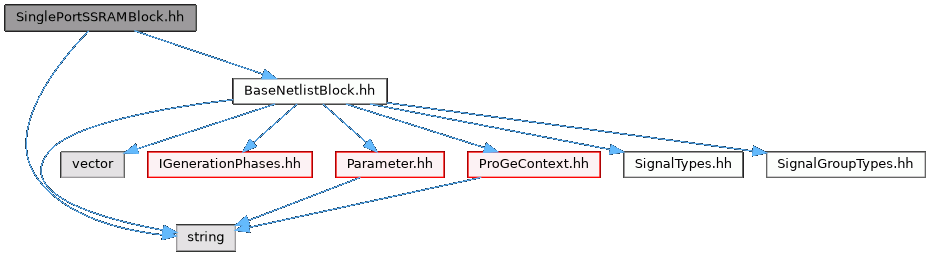 SinglePortSSRAMBlock.hh
BaseNetlistBlock.hh
vector
IGenerationPhases.hh
Parameter.hh
ProGeContext.hh
SignalTypes.hh
SignalGroupTypes.hh
string